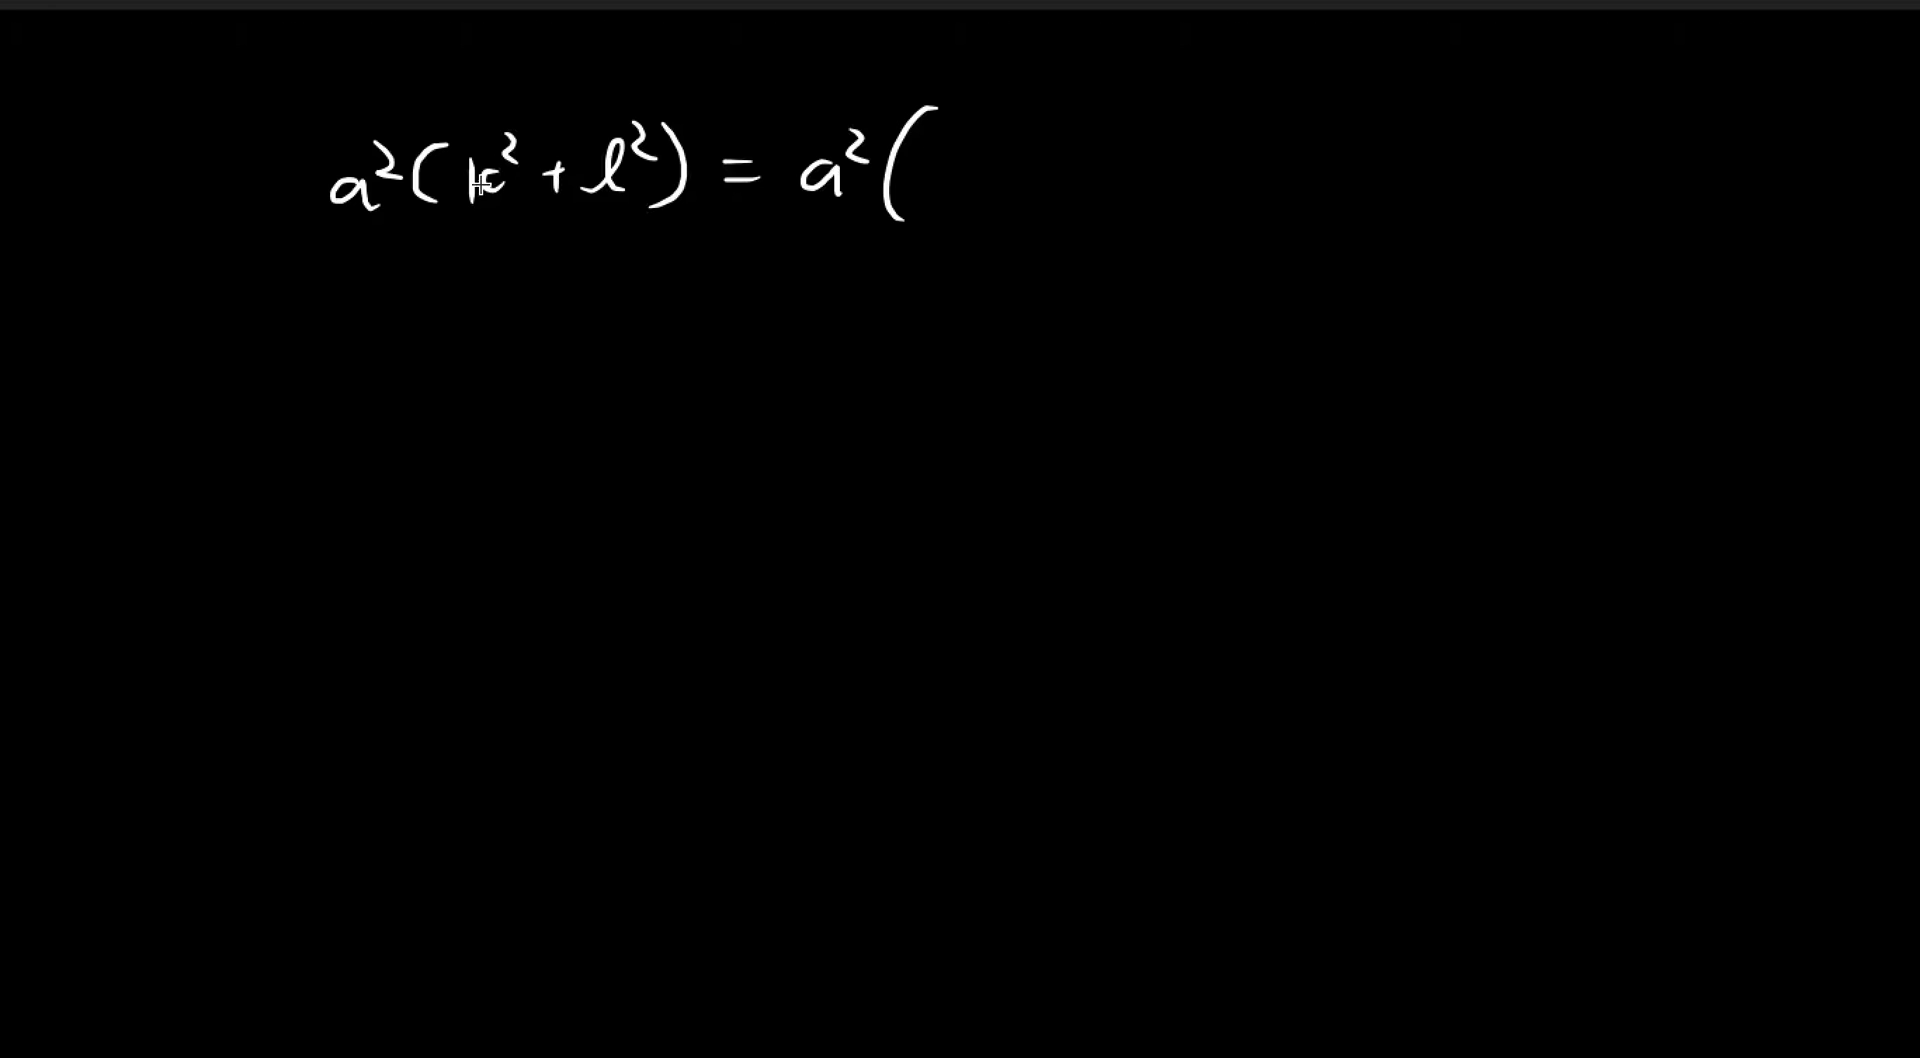 a²(k² + l²) = a²(